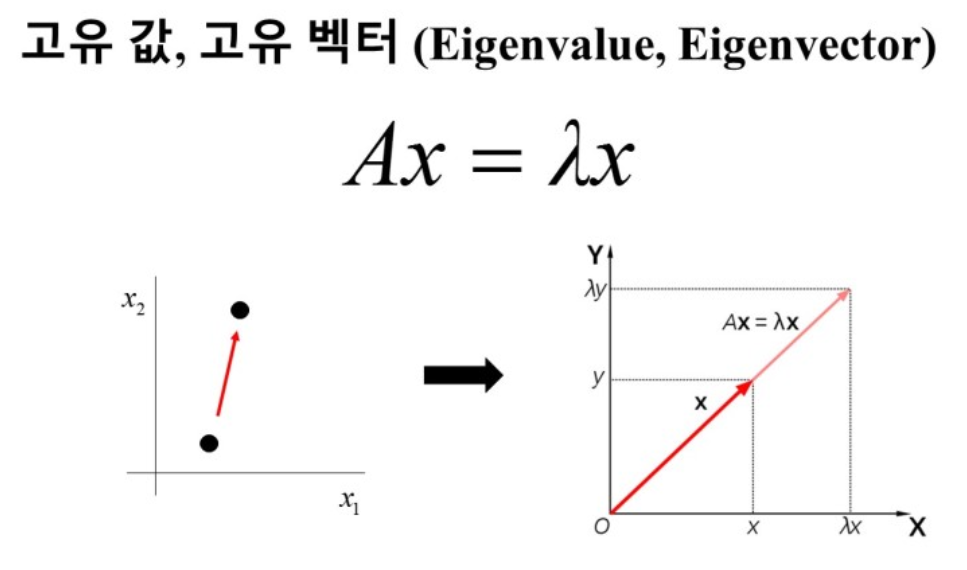 고유 값, 고유 벡터 (Eigenvalue, Eigenvector)
Ax = λx
x₂
x₁
Y
λy
Ax = λx
y
x
O
x
λx
X